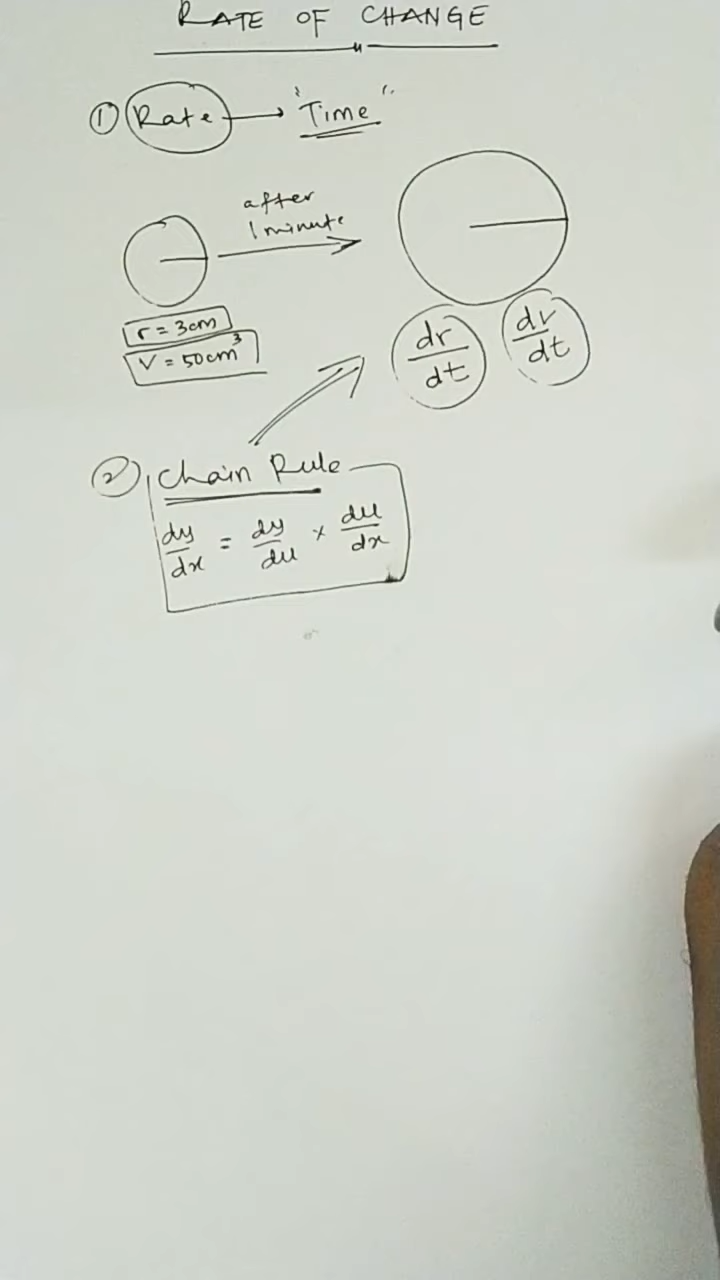 RATE OF CHANGE
① Rate → "Time"
after
1 minute
r = 3cm
V = 50cm³
dr/dt
dv/dt
② Chain Rule
dy/dx = dy/du × du/dx